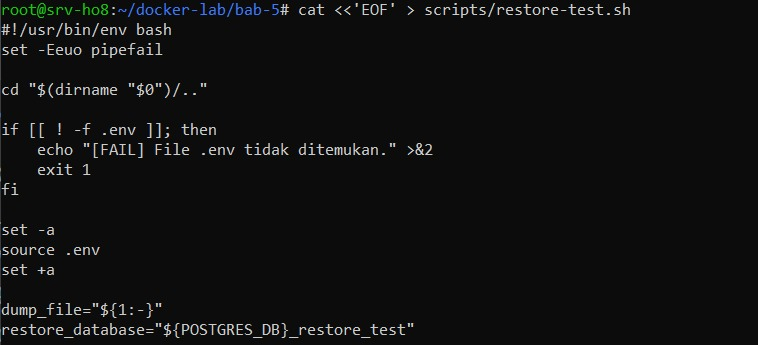 root@srv-ho8:~/docker-lab/bab-5# cat <<'EOF' > scripts/restore-test.sh
#!/usr/bin/env bash
set -Eeuo pipefail

cd "$(dirname "$0")/.."

if [[ ! -f .env ]]; then
    echo "[FAIL] File .env tidak ditemukan." >&2
    exit 1
fi

set -a
source .env
set +a

dump_file="${1:-}"
restore_database="${POSTGRES_DB}_restore_test"